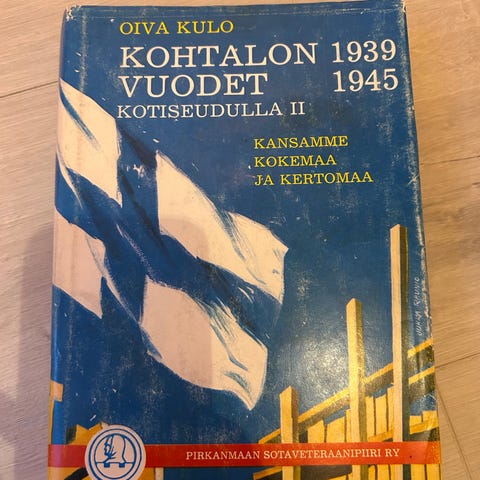 OIVA KULO
KOHTALON 1939
VUODET 1945
KOTISEUDULLA II
KANSAMME
KOKEMAA
JA KERTOMAA
PIRKANMAAN SOTAVETERAANIPIIRI RY